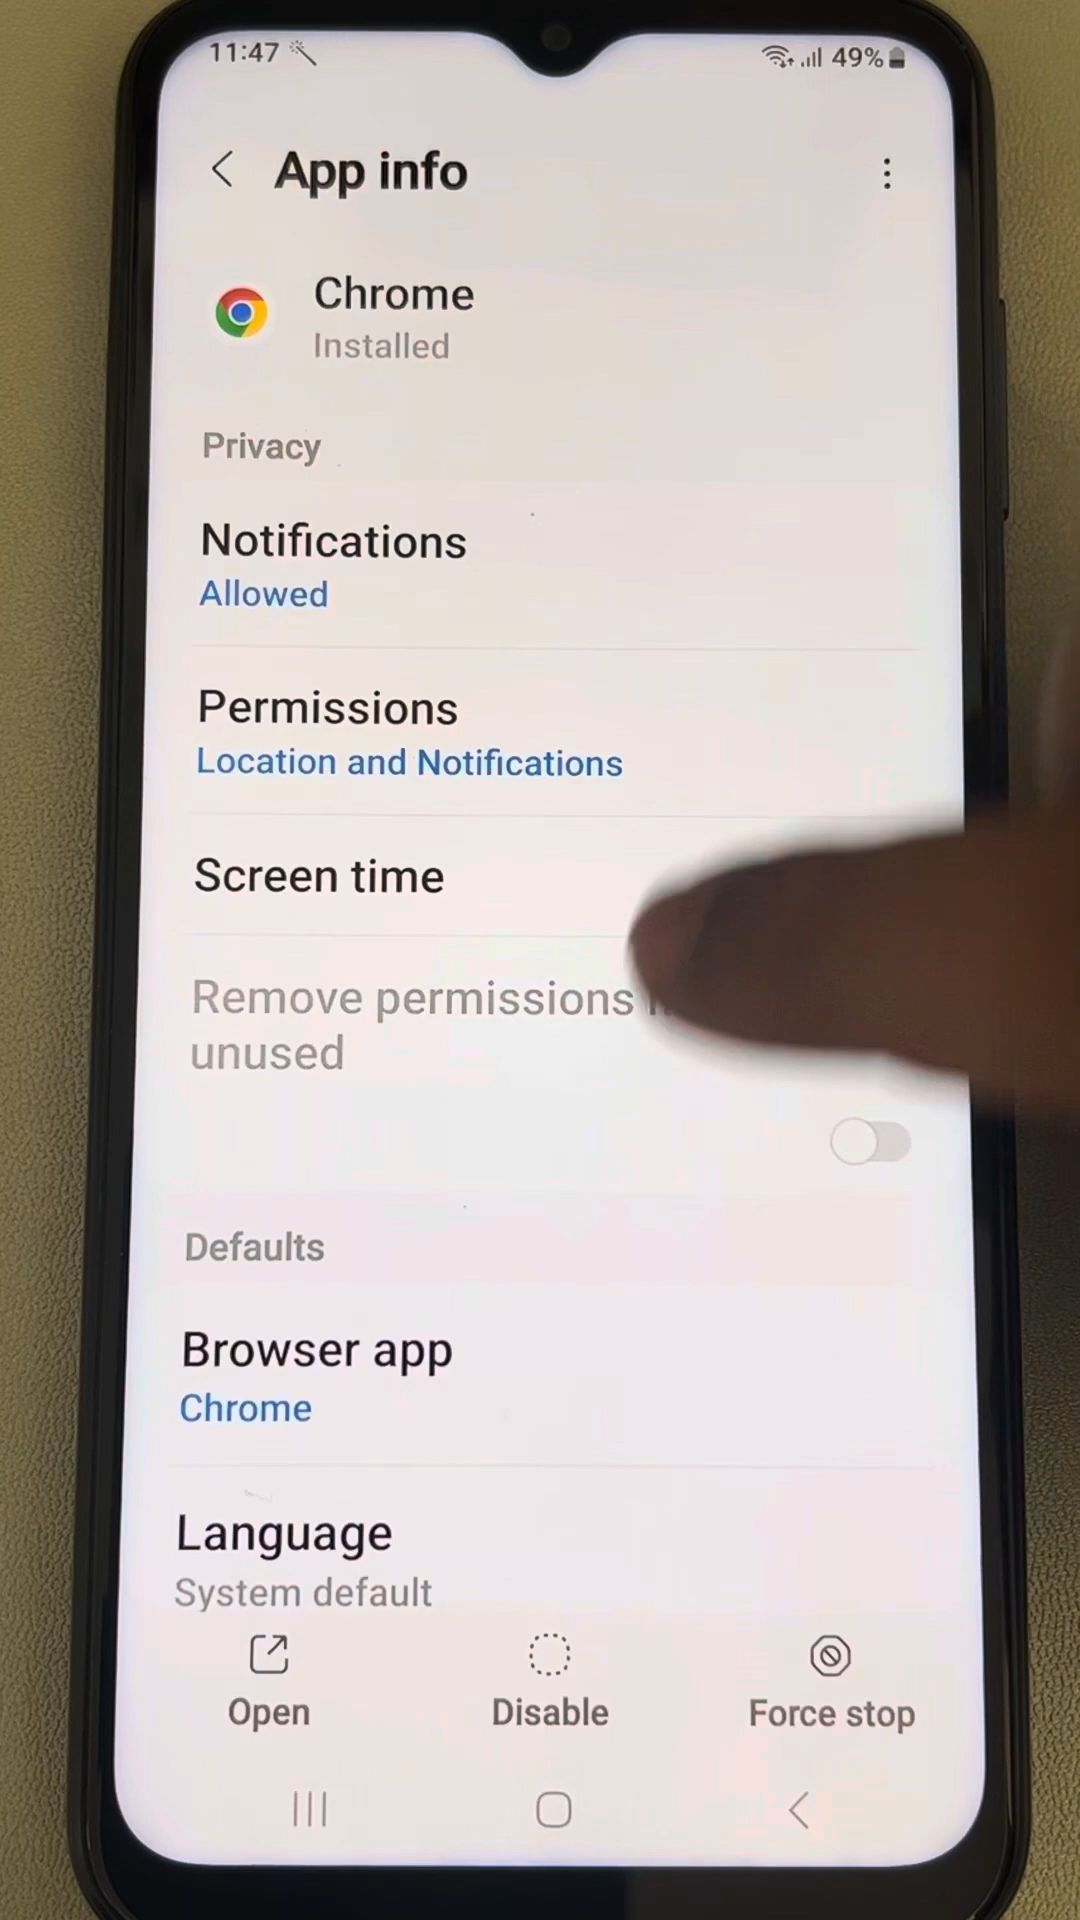 11:47
49%
App info
Chrome
Installed
Privacy
Notifications
Allowed
Permissions
Location and Notifications
Screen time
Remove permissions
unused
Defaults
Browser app
Chrome
Language
System default
Open
Disable
Force stop